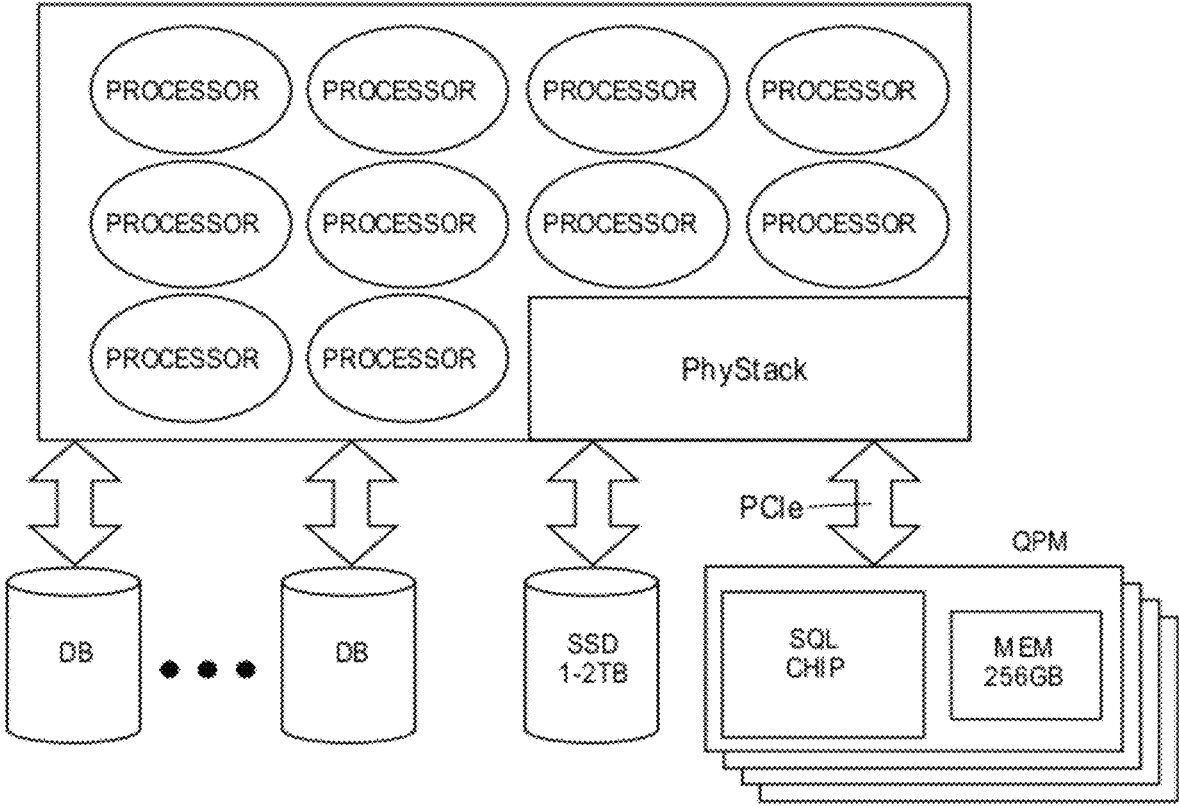 PROCESSOR PROCESSOR PROCESSOR PROCESSOR
PROCESSOR PROCESSOR PROCESSOR PROCESSOR
PROCESSOR PROCESSOR
PhyStack
PCIe
QPM
DB
DB
SSD
1-2TB
SQL
CHIP
MEM
256GB